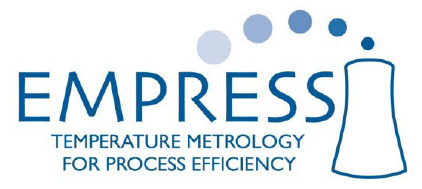 EMPRESS
TEMPERATURE METROLOGY
FOR PROCESS EFFICIENCY